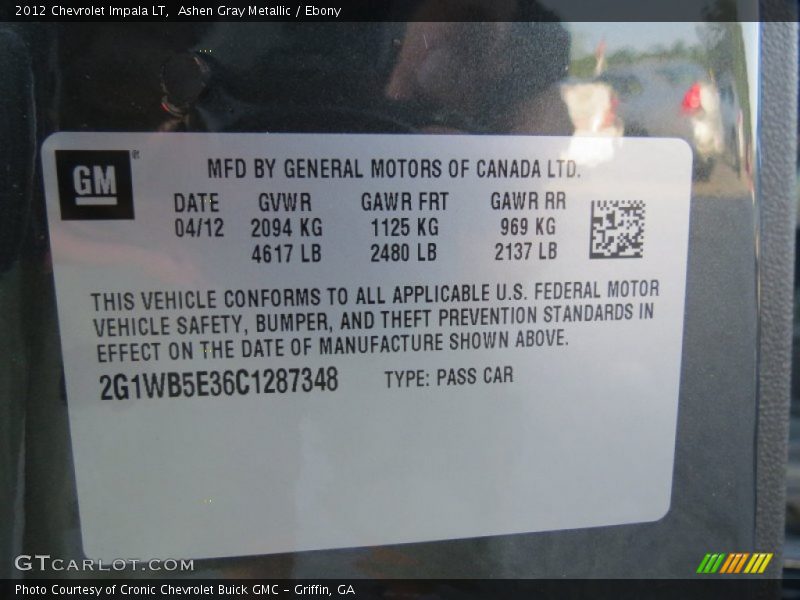 2012 Chevrolet Impala LT,  Ashen Gray Metallic / Ebony
GM®
MFD BY GENERAL MOTORS OF CANADA LTD.
DATE GVWR GAWR FRT GAWR RR
04/12 2094 KG 1125 KG 969 KG
4617 LB 2480 LB 2137 LB
THIS VEHICLE CONFORMS TO ALL APPLICABLE U.S. FEDERAL MOTOR
VEHICLE SAFETY, BUMPER, AND THEFT PREVENTION STANDARDS IN
EFFECT ON THE DATE OF MANUFACTURE SHOWN ABOVE.
2G1WB5E36C1287348 TYPE: PASS CAR
GTCARLOT.COM
Photo Courtesy of Cronic Chevrolet Buick GMC – Griffin, GA